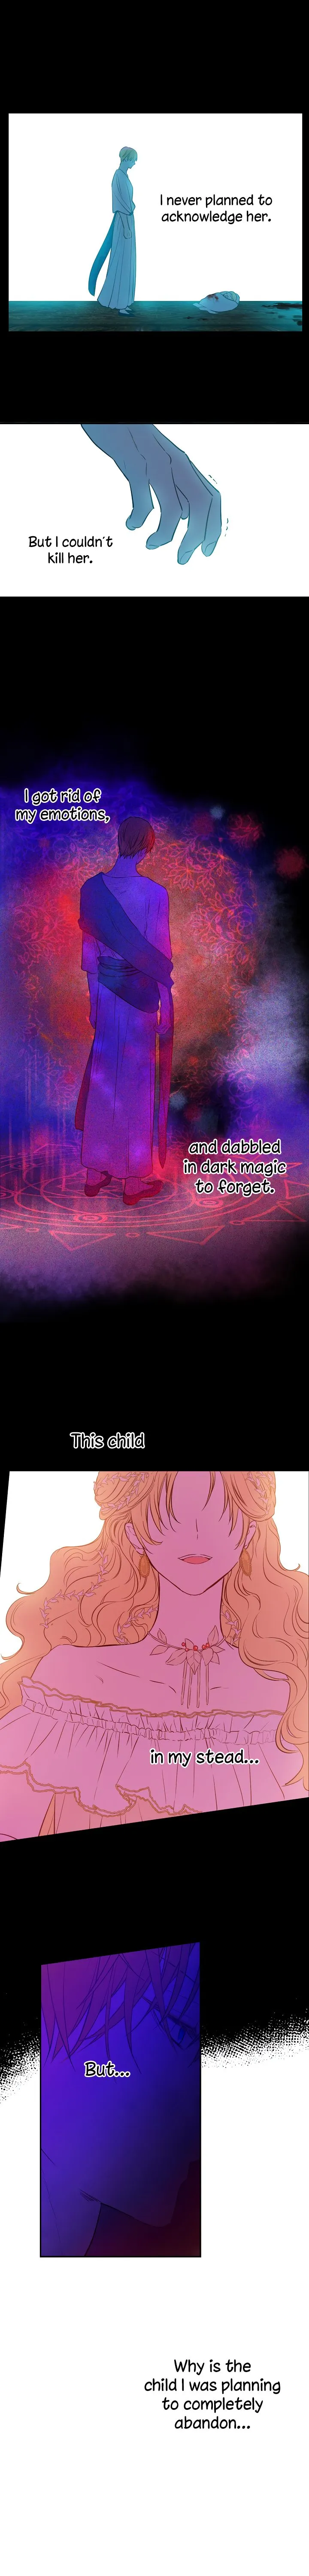 I never planned to
acknowledge her.
But I couldn't
kill her.
I got rid of
my emotions,
and dabbled
in dark magic
to forget.
This child
in my stead...
But...
Why is the
child I was planning
to completely
abandon...